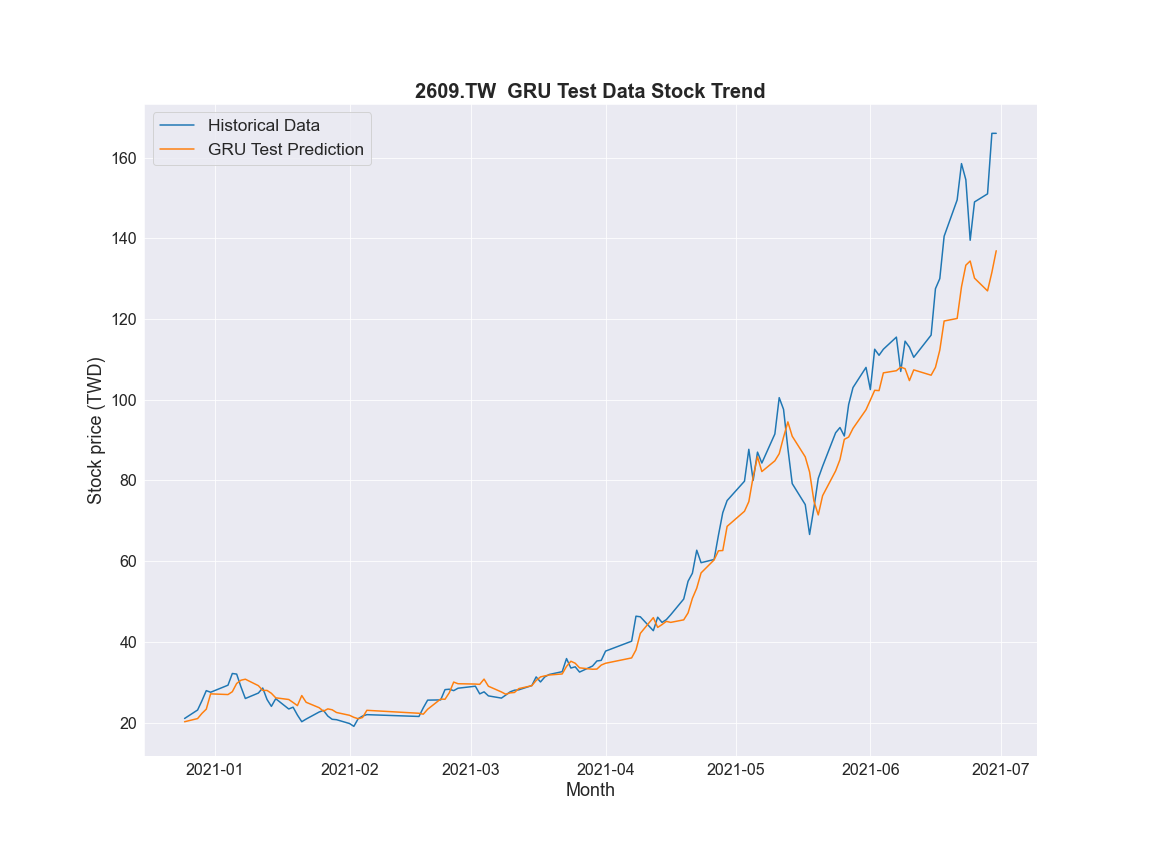 2609.TW  GRU Test Data Stock Trend
Historical Data
GRU Test Prediction
160
140
120
100
80
60
40
20
Stock price (TWD)
2021-01 2021-02 2021-03 2021-04 2021-05 2021-06 2021-07
Month